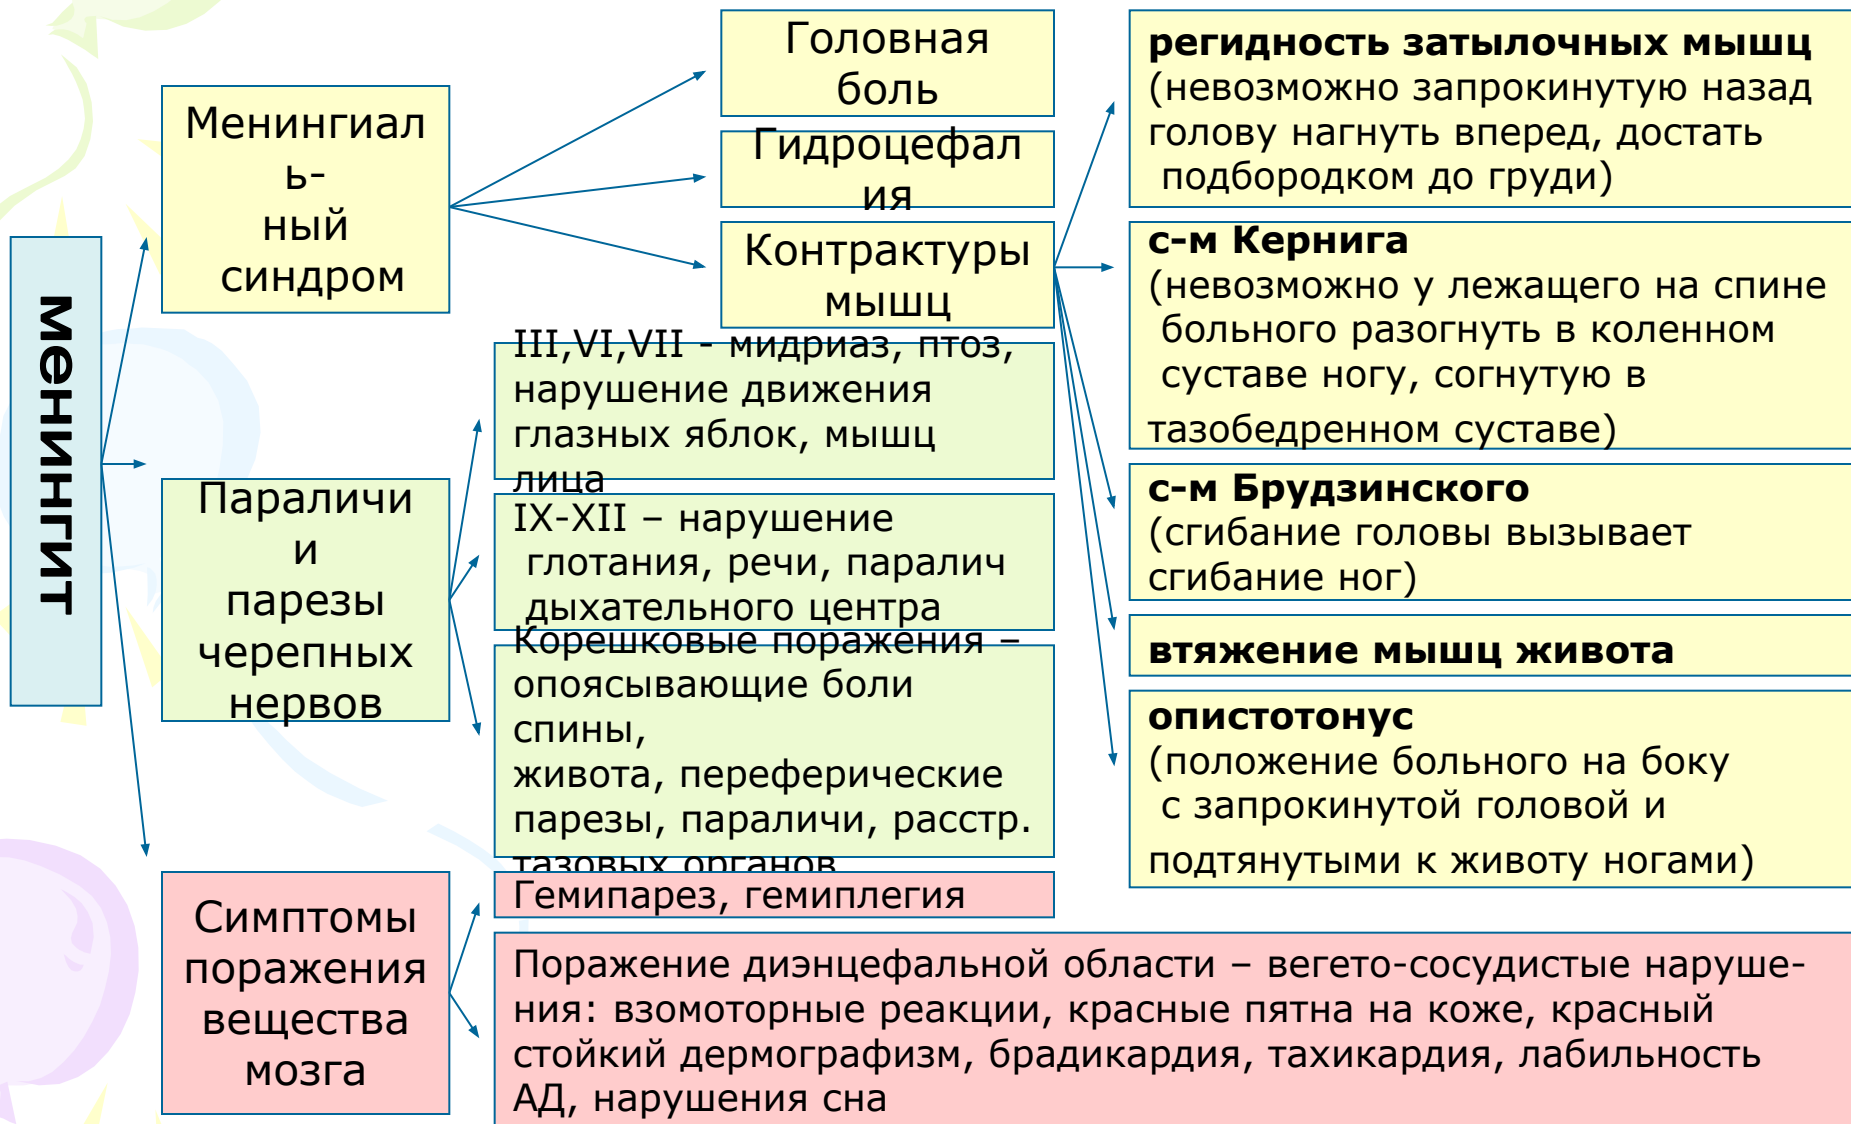 менингит
Менингиал
ь-
ный
синдром
Головная
боль
Гидроцефал
ия
Контрактуры
мышц
регидность затылочных мышц
(невозможно запрокинутую назад
голову нагнуть вперед, достать
подбородком до груди)
с-м Кернига
(невозможно у лежащего на спине
больного разогнуть в коленном
суставе ногу, согнутую в
тазобедренном суставе)
с-м Брудзинского
(сгибание головы вызывает
сгибание ног)
втяжение мышц живота
опистотонус
(положение больного на боку
с запрокинутой головой и
подтянутыми к животу ногами)
Параличи
и
парезы
черепных
нервов
III,VI,VII - мидриаз, птоз,
нарушение движения
глазных яблок, мышц
лица
IX-XII – нарушение
глотания, речи, паралич
дыхательного центра
Корешковые поражения –
опоясывающие боли
спины,
живота, переферические
парезы, параличи, расстр.
тазовых органов
Симптомы
поражения
вещества
мозга
Гемипарез, гемиплегия
Поражение диэнцефальной области – вегето-сосудистые наруше-
ния: взомоторные реакции, красные пятна на коже, красный
стойкий дермографизм, брадикардия, тахикардия, лабильность
АД, нарушения сна